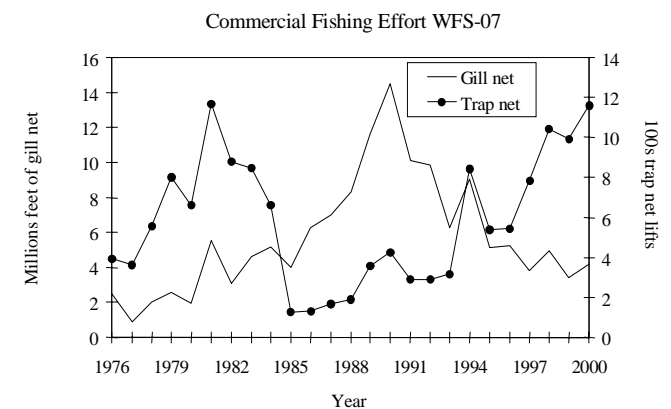 Commercial Fishing Effort WFS-07
16
14
12
10
8
6
4
2
0
Millions feet of gill net
Gill net
Trap net
14
12
10
8
6
4
2
0
100s trap net lifts
1976 1979 1982 1985 1988 1991 1994 1997 2000
Year